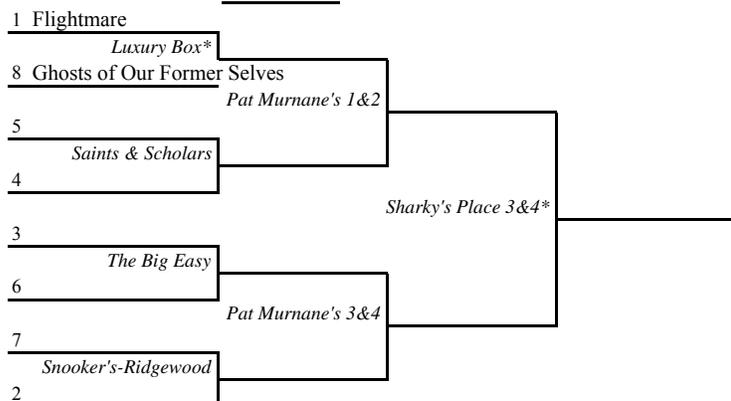 1 Flightmare
Luxury Box*
8 Ghosts of Our Former Selves
Pat Murnane's 1&2
5
Saints & Scholars
4
Sharky's Place 3&4*
3
The Big Easy
6
Pat Murnane's 3&4
7
Snooker's-Ridgewood
2